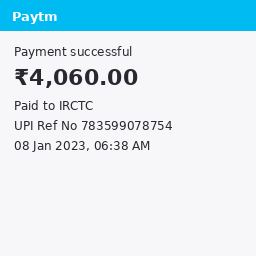 Paytm
Payment successful
₹4,060.00
Paid to IRCTC
UPI Ref No 783599078754
08 Jan 2023, 06:38 AM